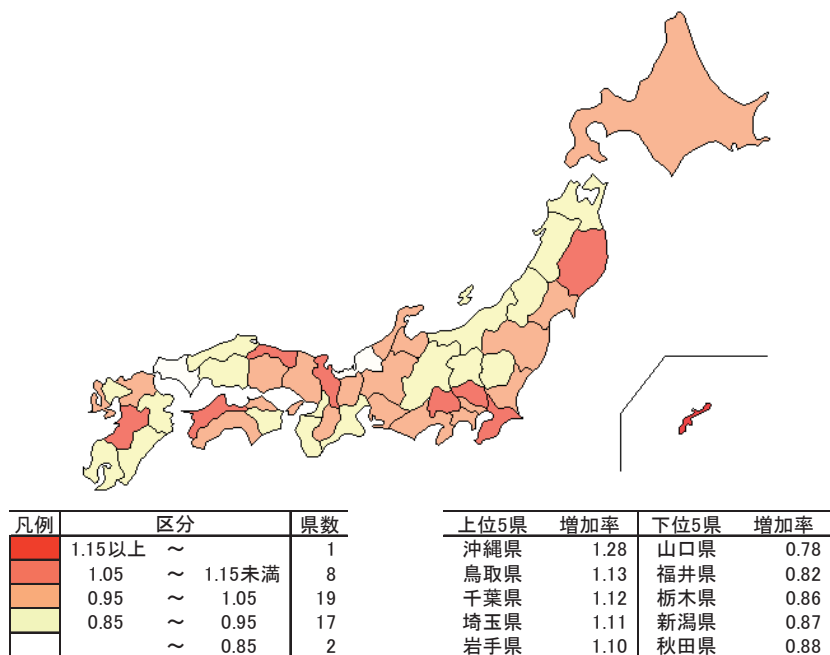 凡例 区分 県数
1.15以上 ～ 1
1.05 ～ 1.15未満 8
0.95 ～ 1.05 19
0.85 ～ 0.95 17
～ 0.85 2
上位5県 増加率 下位5県 増加率
沖縄県 1.28 山口県 0.78
鳥取県 1.13 福井県 0.82
千葉県 1.12 栃木県 0.86
埼玉県 1.11 新潟県 0.87
岩手県 1.10 秋田県 0.88